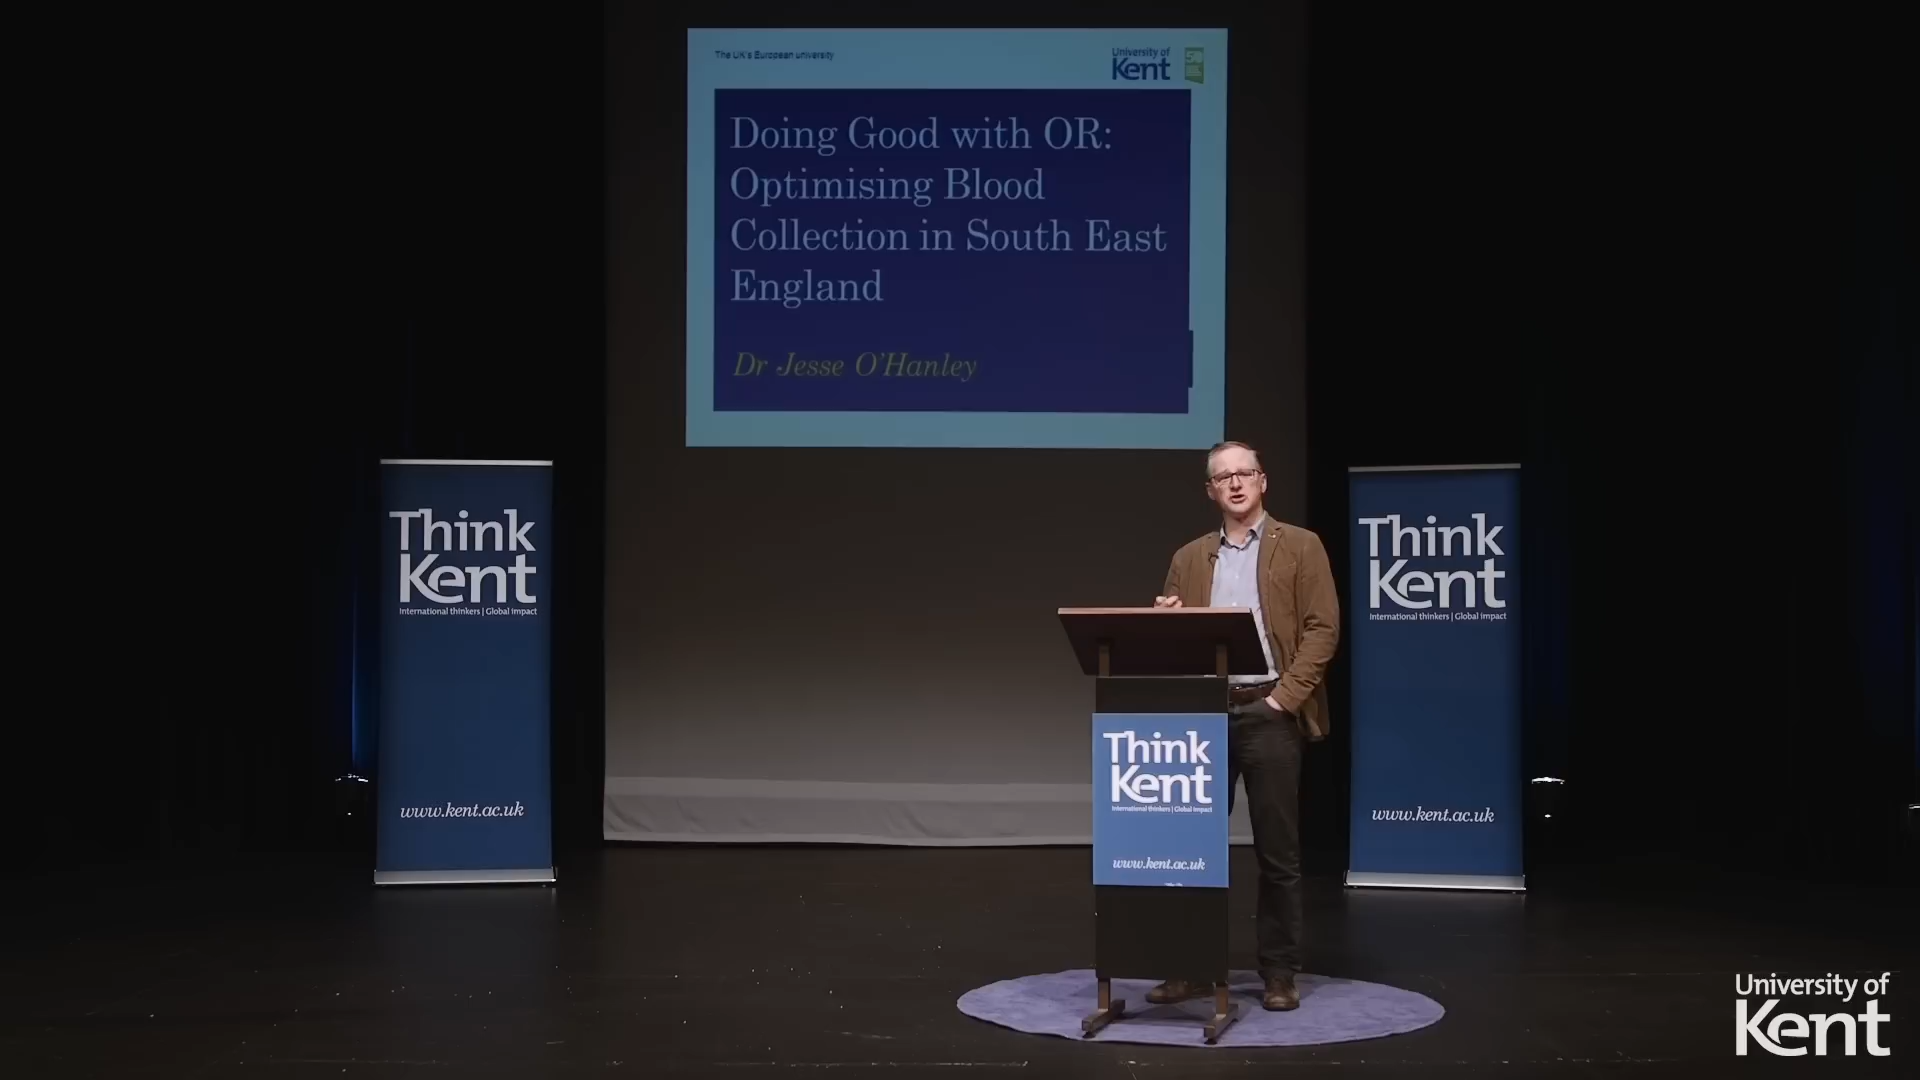 The UK's European university
University of
Kent
50
Doing Good with OR:
Optimising Blood
Collection in South East
England
Dr Jesse O'Hanley
Think
Kent
International thinkers | Global impact
www.kent.ac.uk
Think
Kent
International thinkers | Global impact
www.kent.ac.uk
Think
Kent
International thinkers | Global impact
www.kent.ac.uk
University of
Kent